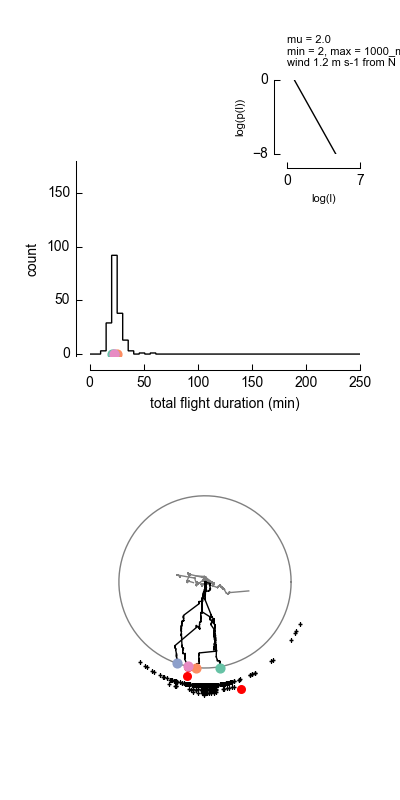 mu = 2.0
min = 2, max = 1000_m
wind 1.2 m s-1 from N
0
log(p(l))
−8
0
7
log(l)
150
100
count
50
0
0
50
100
150
200
250
total flight duration (min)